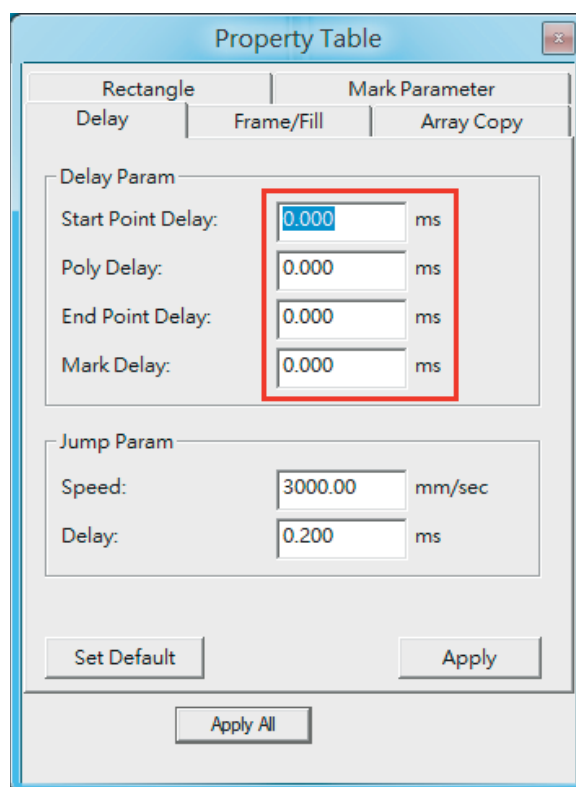 Property Table
Rectangle Mark Parameter
Delay Frame/Fill Array Copy
Delay Param
Start Point Delay: 0.000 ms
Poly Delay: 0.000 ms
End Point Delay: 0.000 ms
Mark Delay: 0.000 ms
Jump Param
Speed: 3000.00 mm/sec
Delay: 0.200 ms
Set Default Apply
Apply All